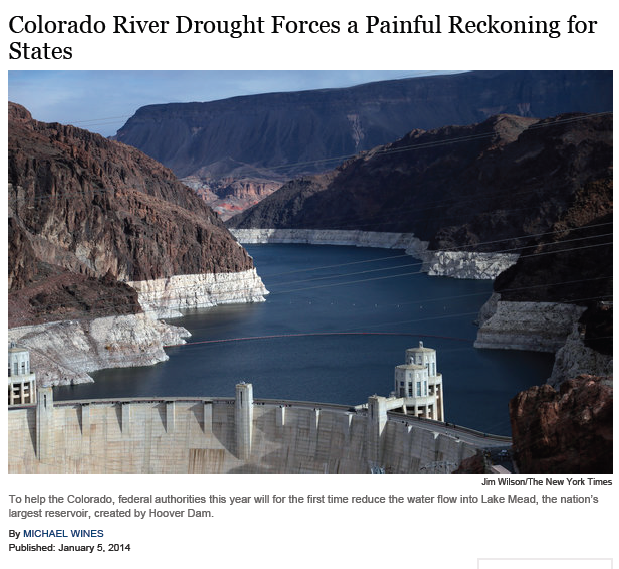 Colorado River Drought Forces a Painful Reckoning for
States
Jim Wilson/The New York Times
To help the Colorado, federal authorities this year will for the first time reduce the water flow into Lake Mead, the nation's
largest reservoir, created by Hoover Dam.
By MICHAEL WINES
Published: January 5, 2014